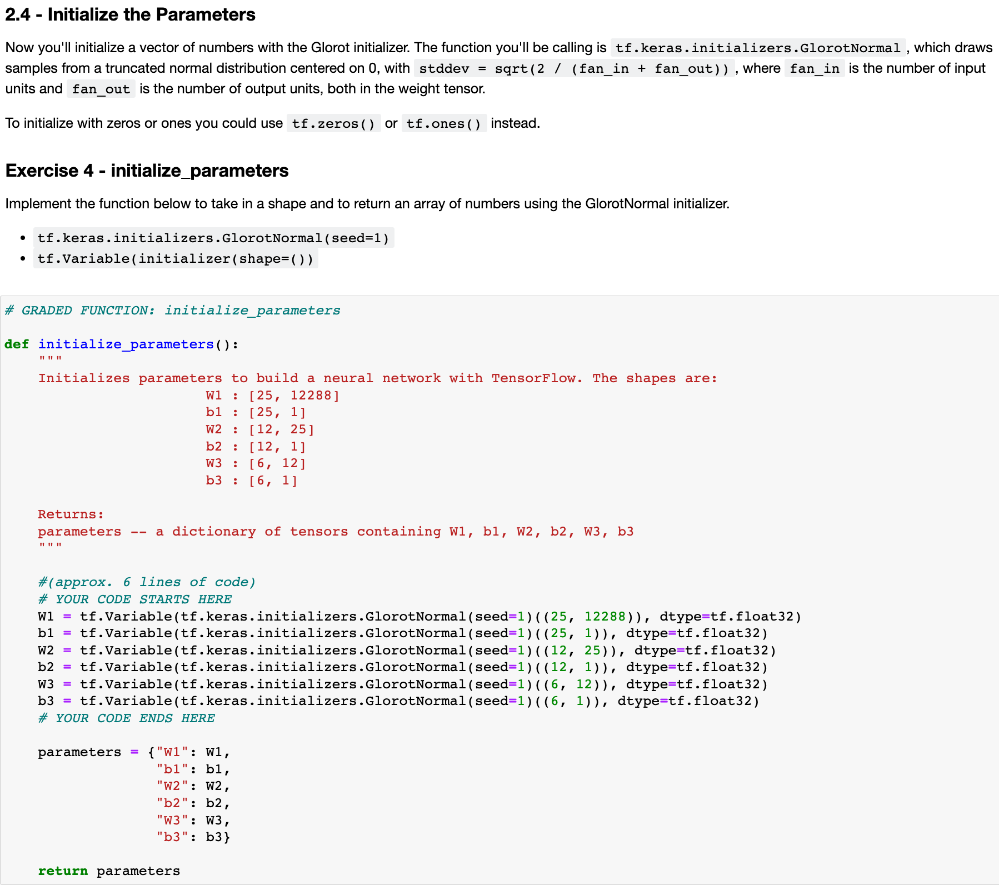 2.4 - Initialize the Parameters
Now you'll initialize a vector of numbers with the Glorot initializer. The function you'll be calling is tf.keras.initializers.GlorotNormal , which draws
samples from a truncated normal distribution centered on 0, with stddev = sqrt(2 / (fan_in + fan_out)) , where fan_in is the number of input
units and fan_out is the number of output units, both in the weight tensor.
To initialize with zeros or ones you could use tf.zeros() or tf.ones() instead.
Exercise 4 - initialize_parameters
Implement the function below to take in a shape and to return an array of numbers using the GlorotNormal initializer.
• tf.keras.initializers.GlorotNormal(seed=1)
• tf.Variable(initializer(shape=())
# GRADED FUNCTION: initialize_parameters
def initialize_parameters():
    """
    Initializes parameters to build a neural network with TensorFlow. The shapes are:
                        W1 : [25, 12288]
                        b1 : [25, 1]
                        W2 : [12, 25]
                        b2 : [12, 1]
                        W3 : [6, 12]
                        b3 : [6, 1]
    Returns:
    parameters -- a dictionary of tensors containing W1, b1, W2, b2, W3, b3
    """
    #(approx. 6 lines of code)
    # YOUR CODE STARTS HERE
    W1 = tf.Variable(tf.keras.initializers.GlorotNormal(seed=1)((25, 12288)), dtype=tf.float32)
    b1 = tf.Variable(tf.keras.initializers.GlorotNormal(seed=1)((25, 1)), dtype=tf.float32)
    W2 = tf.Variable(tf.keras.initializers.GlorotNormal(seed=1)((12, 25)), dtype=tf.float32)
    b2 = tf.Variable(tf.keras.initializers.GlorotNormal(seed=1)((12, 1)), dtype=tf.float32)
    W3 = tf.Variable(tf.keras.initializers.GlorotNormal(seed=1)((6, 12)), dtype=tf.float32)
    b3 = tf.Variable(tf.keras.initializers.GlorotNormal(seed=1)((6, 1)), dtype=tf.float32)
    # YOUR CODE ENDS HERE
    parameters = {"W1": W1,
                  "b1": b1,
                  "W2": W2,
                  "b2": b2,
                  "W3": W3,
                  "b3": b3}
    return parameters